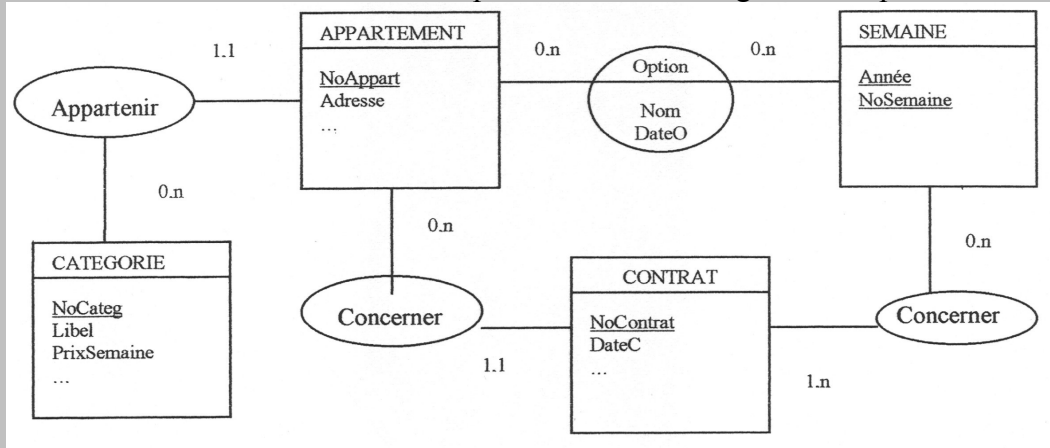 APPARTEMENT
NoAppart
Adresse
...
SEMAINE
Année
NoSemaine
1.1
0.n
0.n
Option
Nom
DateO
Appartenir
0.n
0.n
0.n
CATEGORIE
NoCateg
Libel
PrixSemaine
...
Concerner
CONTRAT
NoContrat
DateC
...
Concerner
1.1
1.n